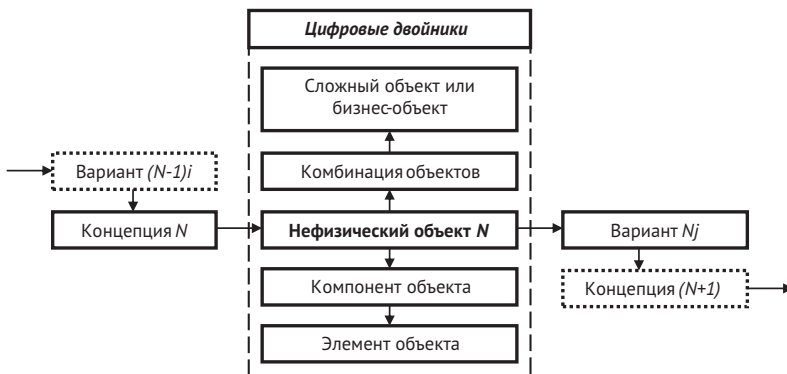 Цифровые двойники
Сложный объект или
бизнес-объект
Вариант (N-1)i
Комбинация объектов
Концепция N
Нефизический объект N
Вариант Nj
Компонент объекта
Концепция (N+1)
Элемент объекта